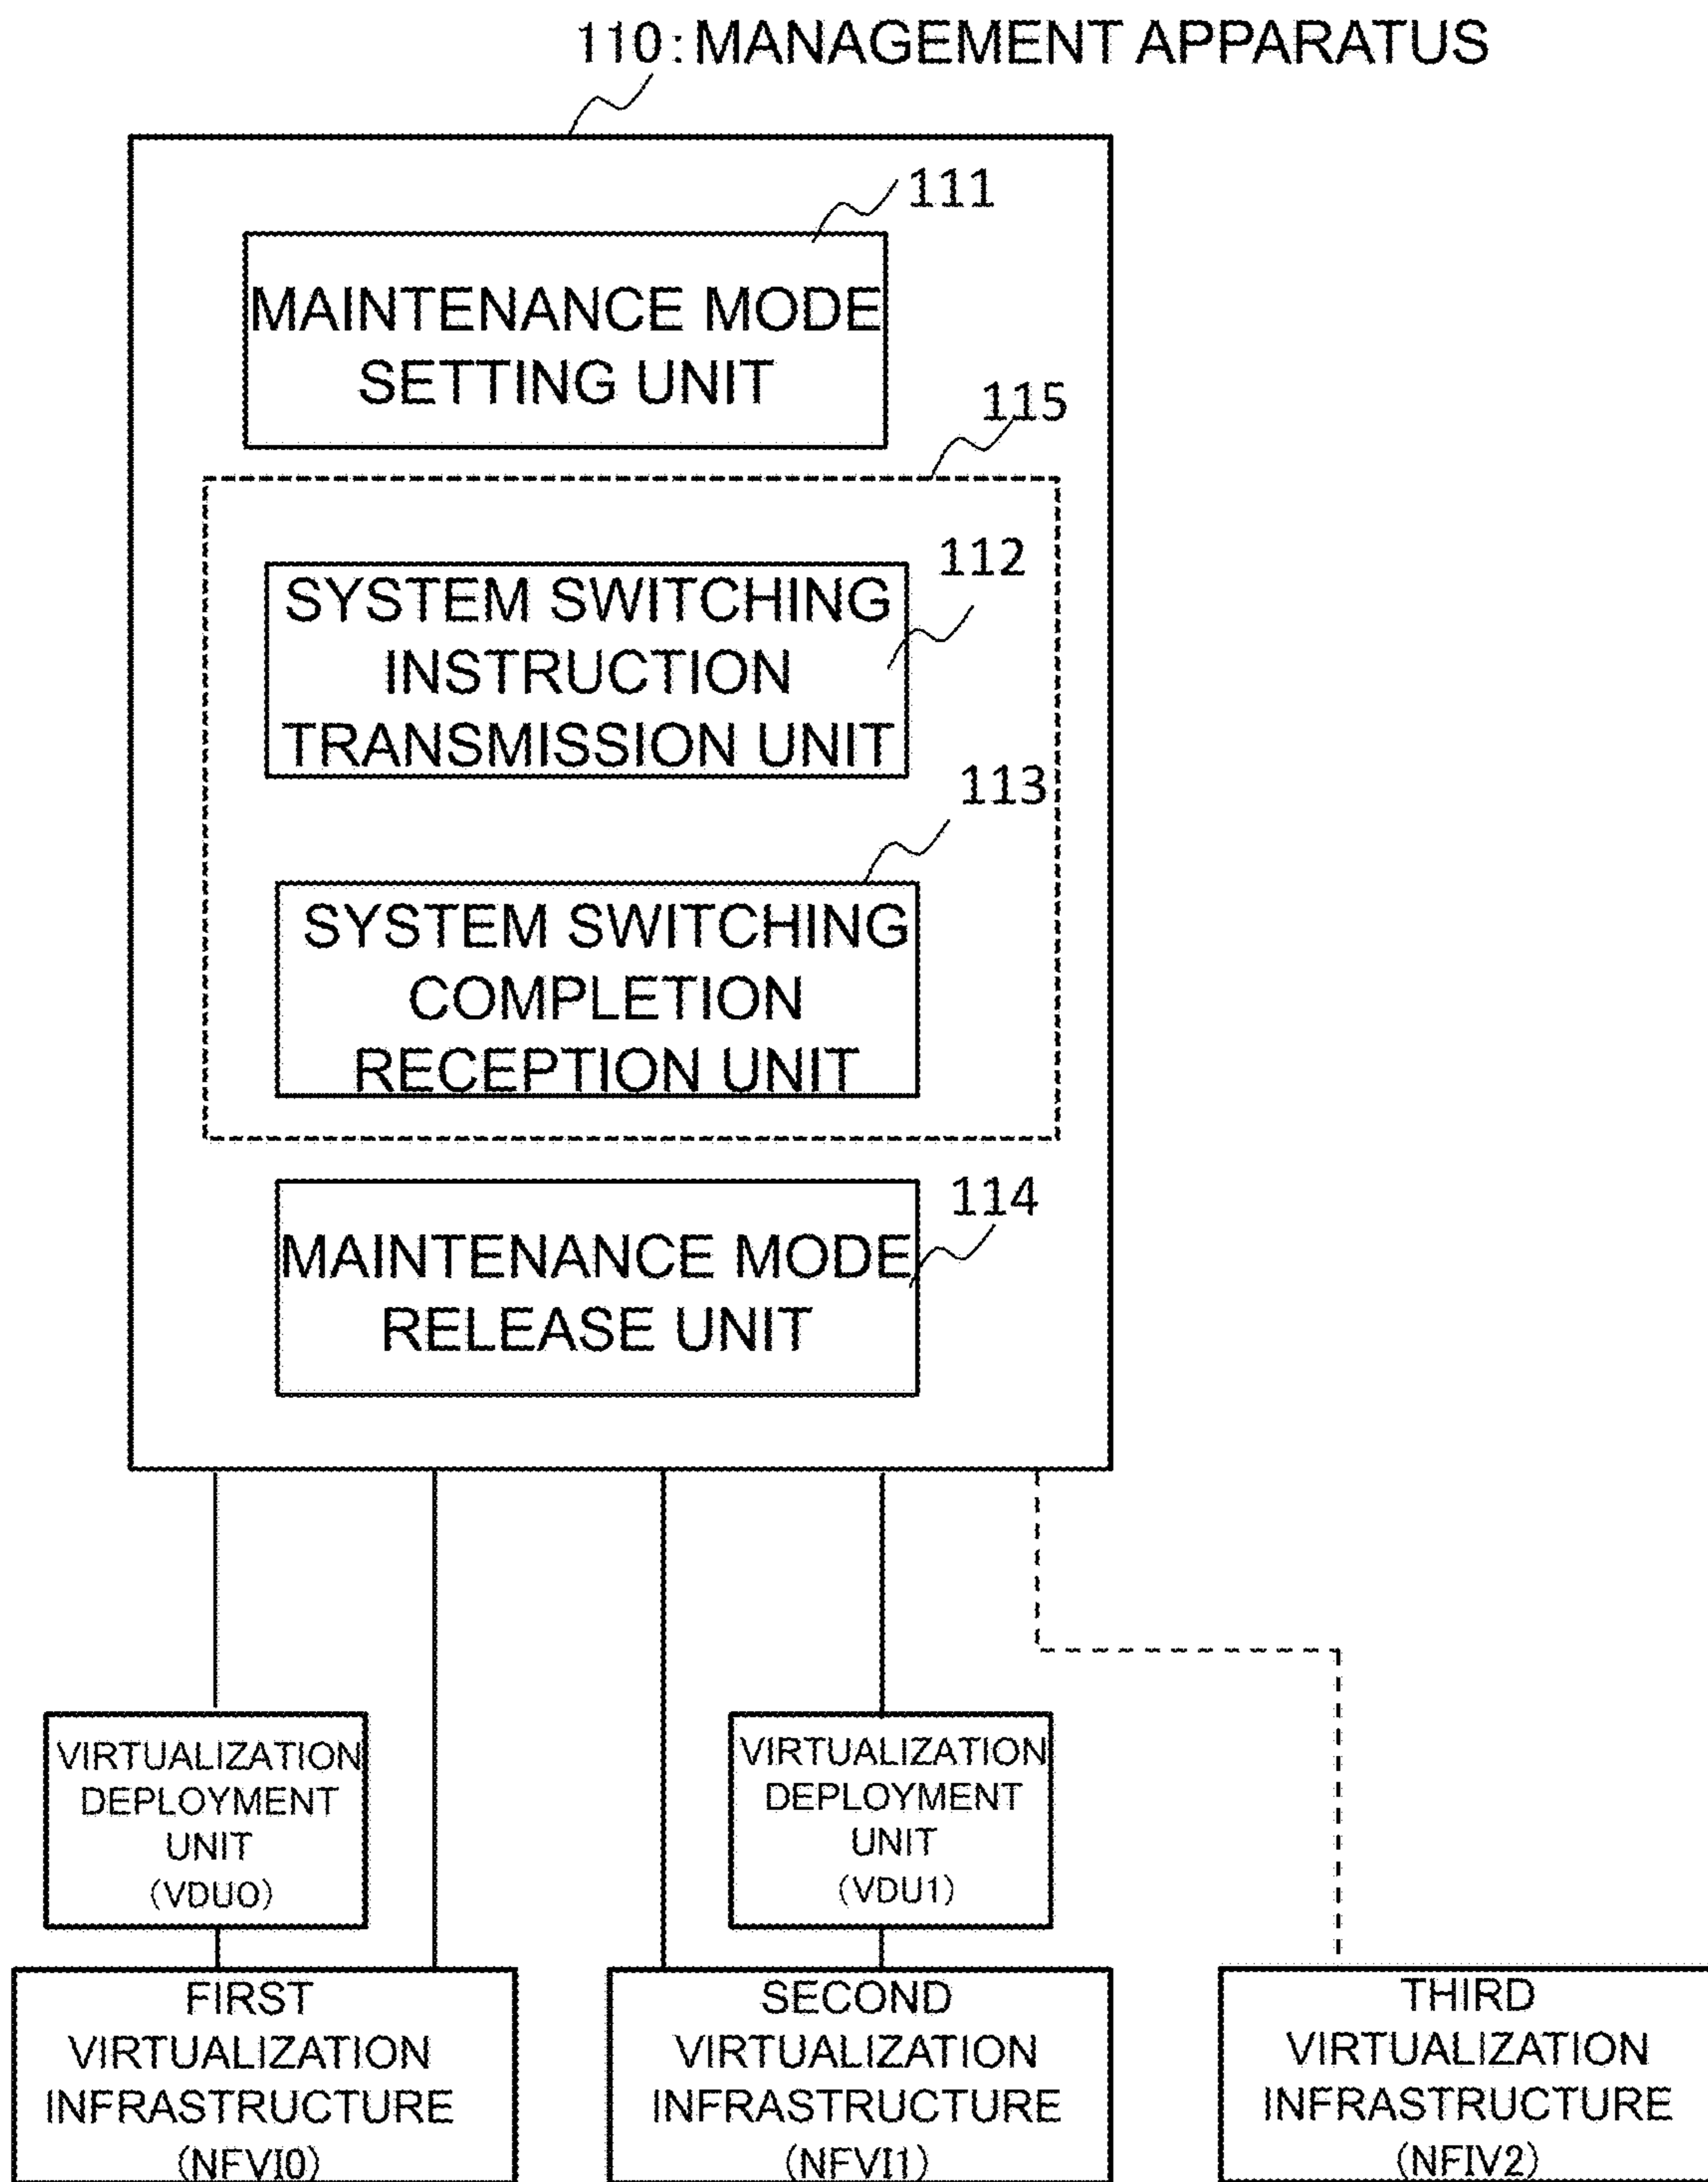 110: MANAGEMENT APPARATUS
111
MAINTENANCE MODE
SETTING UNIT
115
112
SYSTEM SWITCHING
INSTRUCTION
TRANSMISSION UNIT
113
SYSTEM SWITCHING
COMPLETION
RECEPTION UNIT
114
MAINTENANCE MODE
RELEASE UNIT
VIRTUALIZATION
DEPLOYMENT
UNIT
(VDU0)
VIRTUALIZATION
DEPLOYMENT
UNIT
(VDU1)
FIRST
VIRTUALIZATION
INFRASTRUCTURE
(NFVI0)
SECOND
VIRTUALIZATION
INFRASTRUCTURE
(NFVI1)
THIRD
VIRTUALIZATION
INFRASTRUCTURE
(NFIV2)